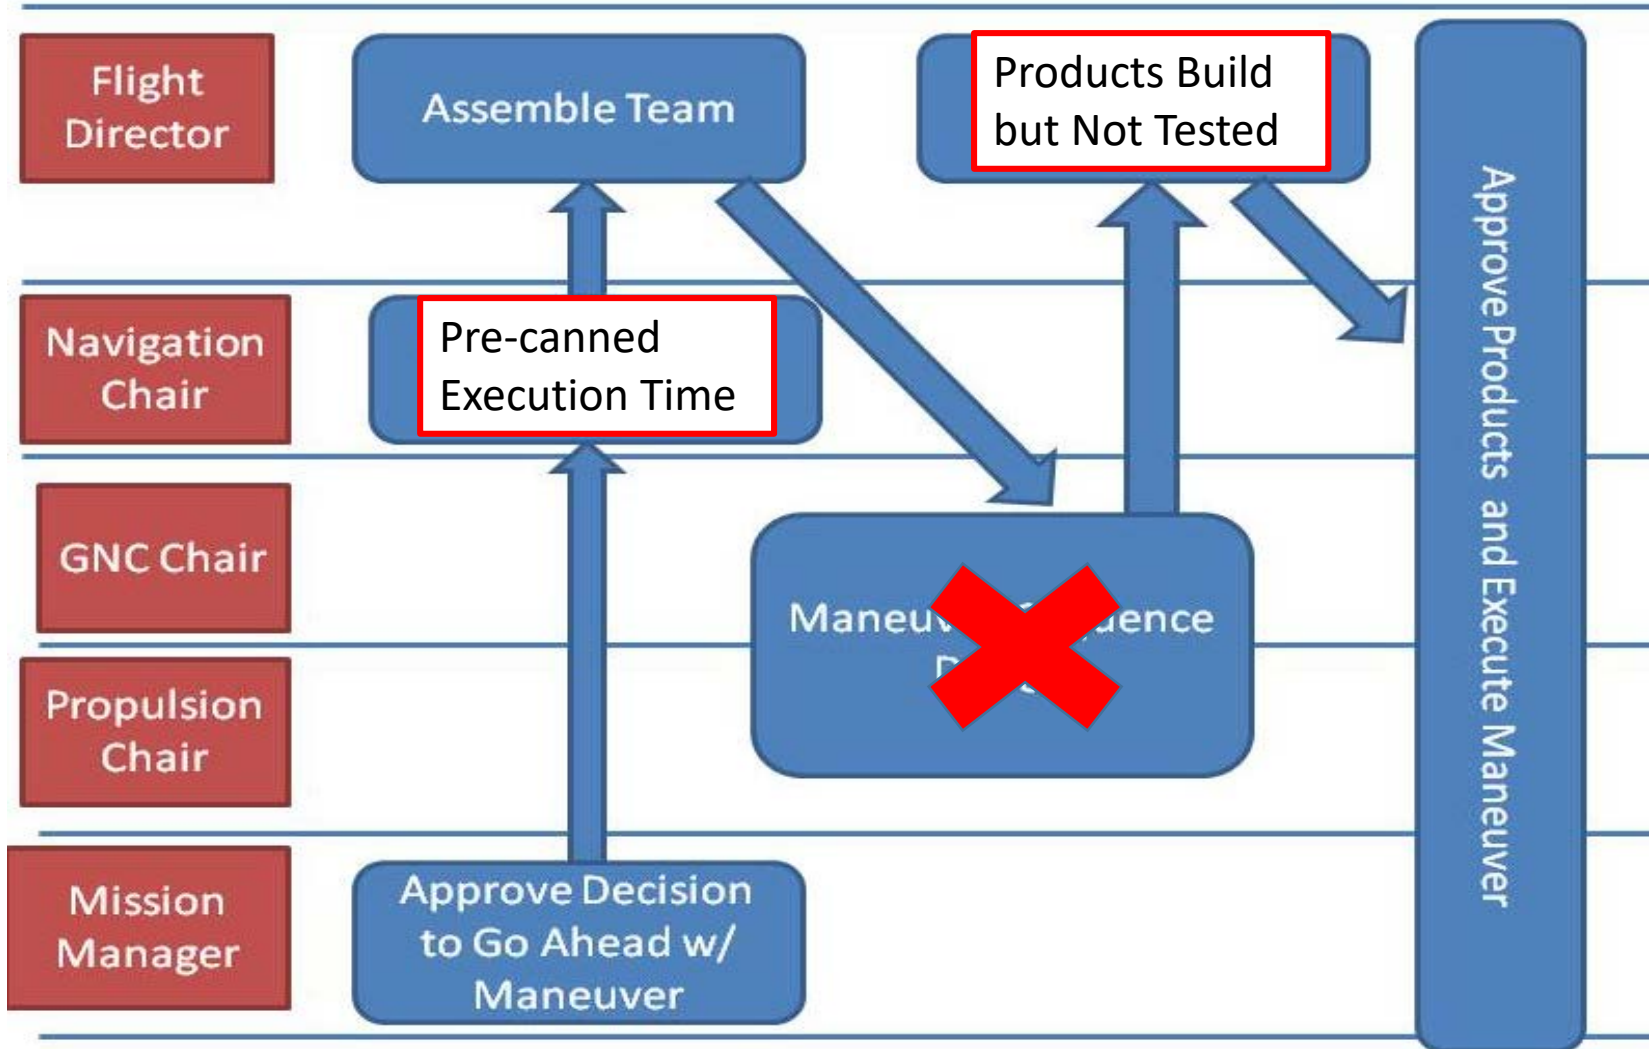 Flight
Director
Assemble Team
Products Build
but Not Tested
Navigation
Chair
Pre-canned
Execution Time
GNC Chair
Propulsion
Chair
Mission
Manager
Approve Decision
to Go Ahead w/
Maneuver
Approve Products and Execute Maneuver